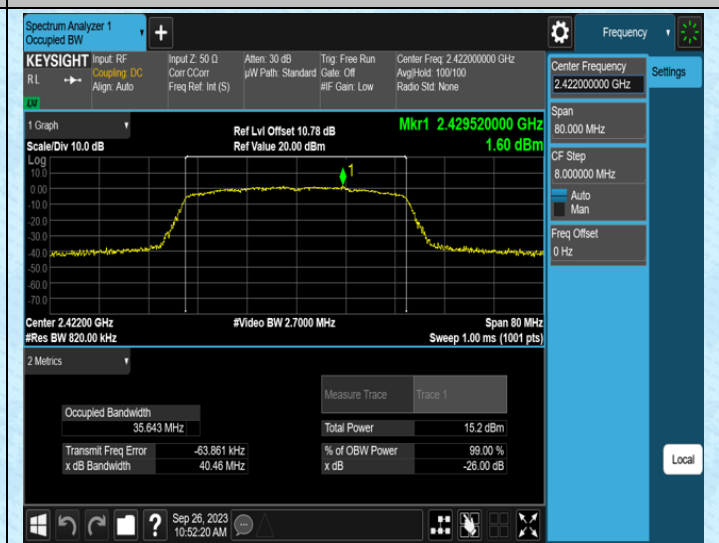 Spectrum Analyzer 1
Occupied BW
+
Frequency
KEYSIGHT
R L
LXI
Input: RF
Coupling: DC
Align: Auto
Input Z: 50 Ω
Corr CCorr
Freq Ref: Int (S)
Atten: 30 dB
µW Path: Standard
Trig: Free Run
Gate: Off
#IF Gain: Low
Center Freq: 2.422000000 GHz
Avg|Hold: 100/100
Radio Std: None
Center Frequency
2.422000000 GHz
Settings
Span
80.000 MHz
CF Step
8.000000 MHz
Auto
Man
Freq Offset
0 Hz
1 Graph
Scale/Div 10.0 dB
Ref Lvl Offset 10.78 dB
Ref Value 20.00 dBm
Mkr1 2.429520000 GHz
1.60 dBm
Log
10.0
0.00
-10.0
-20.0
-30.0
-40.0
-50.0
-60.0
-70.0
1
Center 2.42200 GHz
#Res BW 820.00 kHz
#Video BW 2.7000 MHz
Span 80 MHz
Sweep 1.00 ms (1001 pts)
2 Metrics
Measure Trace
Trace 1
Occupied Bandwidth
35.643 MHz
Total Power
15.2 dBm
Transmit Freq Error
-63.861 kHz
% of OBW Power
99.00 %
x dB Bandwidth
40.46 MHz
x dB
-26.00 dB
Local
?
Sep 26, 2023
10:52:20 AM